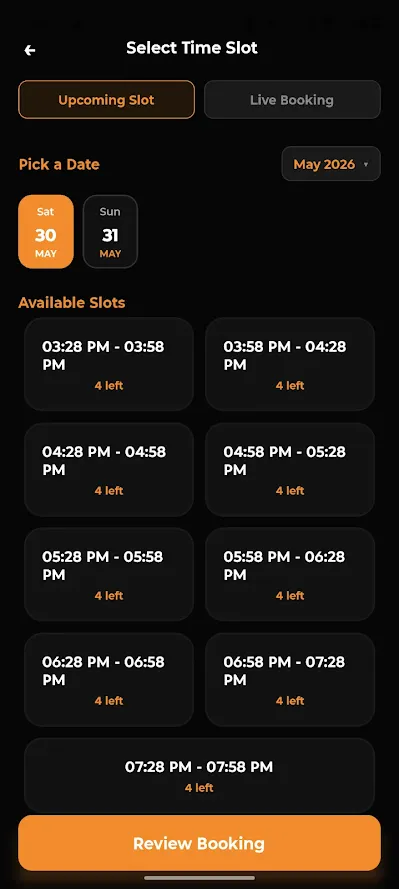 ←
Select Time Slot
Upcoming Slot
Live Booking
Pick a Date
May 2026 ▾
Sat
30
MAY
Sun
31
MAY
Available Slots
03:28 PM - 03:58
PM
4 left
03:58 PM - 04:28
PM
4 left
04:28 PM - 04:58
PM
4 left
04:58 PM - 05:28
PM
4 left
05:28 PM - 05:58
PM
4 left
05:58 PM - 06:28
PM
4 left
06:28 PM - 06:58
PM
4 left
06:58 PM - 07:28
PM
4 left
07:28 PM - 07:58 PM
4 left
Review Booking